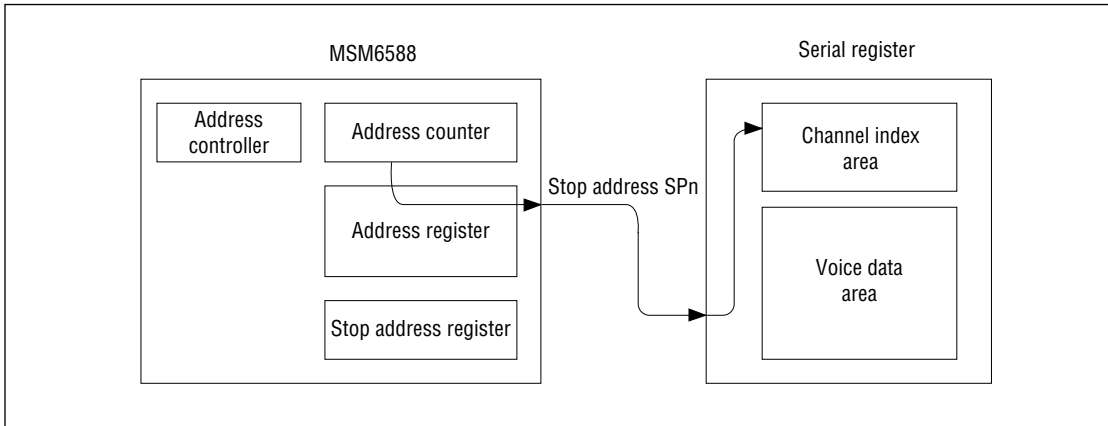 MSM6588
Serial register
Address
controller
Address counter
Channel index
area
Stop address SPn
Address register
Voice data
area
Stop address register